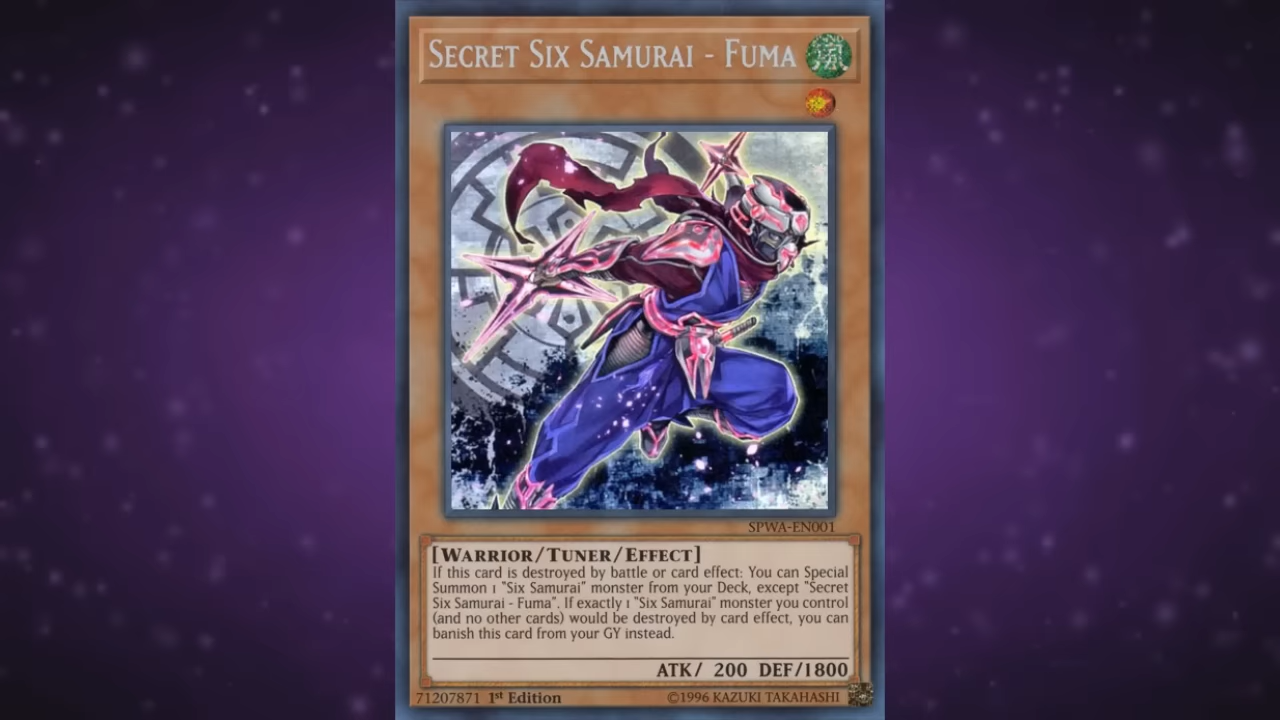 Secret Six Samurai - Fuma
SPWA-EN001
[Warrior/Tuner/Effect]
If this card is destroyed by battle or card effect: You can Special
Summon 1 "Six Samurai" monster from your Deck, except "Secret
Six Samurai - Fuma". If exactly 1 "Six Samurai" monster you control
(and no other cards) would be destroyed by card effect, you can
banish this card from your GY instead.
ATK/ 200 DEF/1800
71207871 1st Edition ©1996 KAZUKI TAKAHASHI